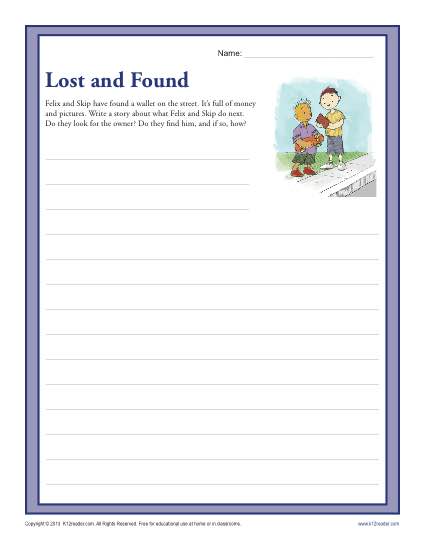 Name:
Lost and Found
Felix and Skip have found a wallet on the street. It's full of money
and pictures. Write a story about what Felix and Skip do next.
Do they look for the owner? Do they find him, and if so, how?
Copyright © 2013 K12reader.com. All Rights Reserved. Free for educational use at home or in classrooms.
www.k12reader.com